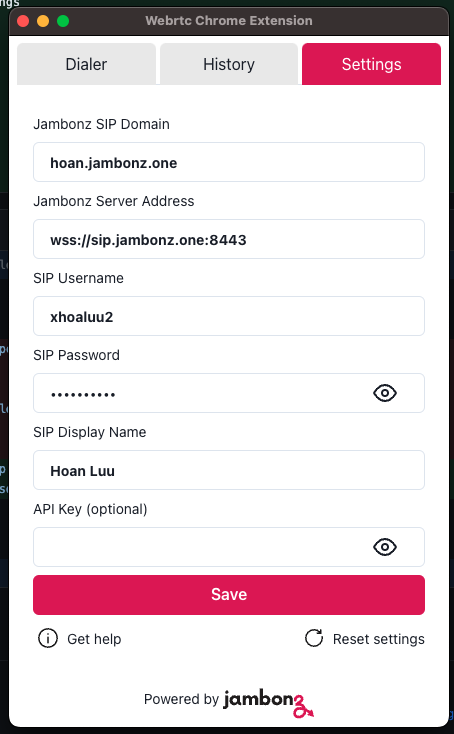 Webrtc Chrome Extension
Dialer History Settings
Jambonz SIP Domain
hoan.jambonz.one
Jambonz Server Address
wss://sip.jambonz.one:8443
SIP Username
xhoaluu2
SIP Password
••••••••••
SIP Display Name
Hoan Luu
API Key (optional)
Save
Get help Reset settings
Powered by jambonz